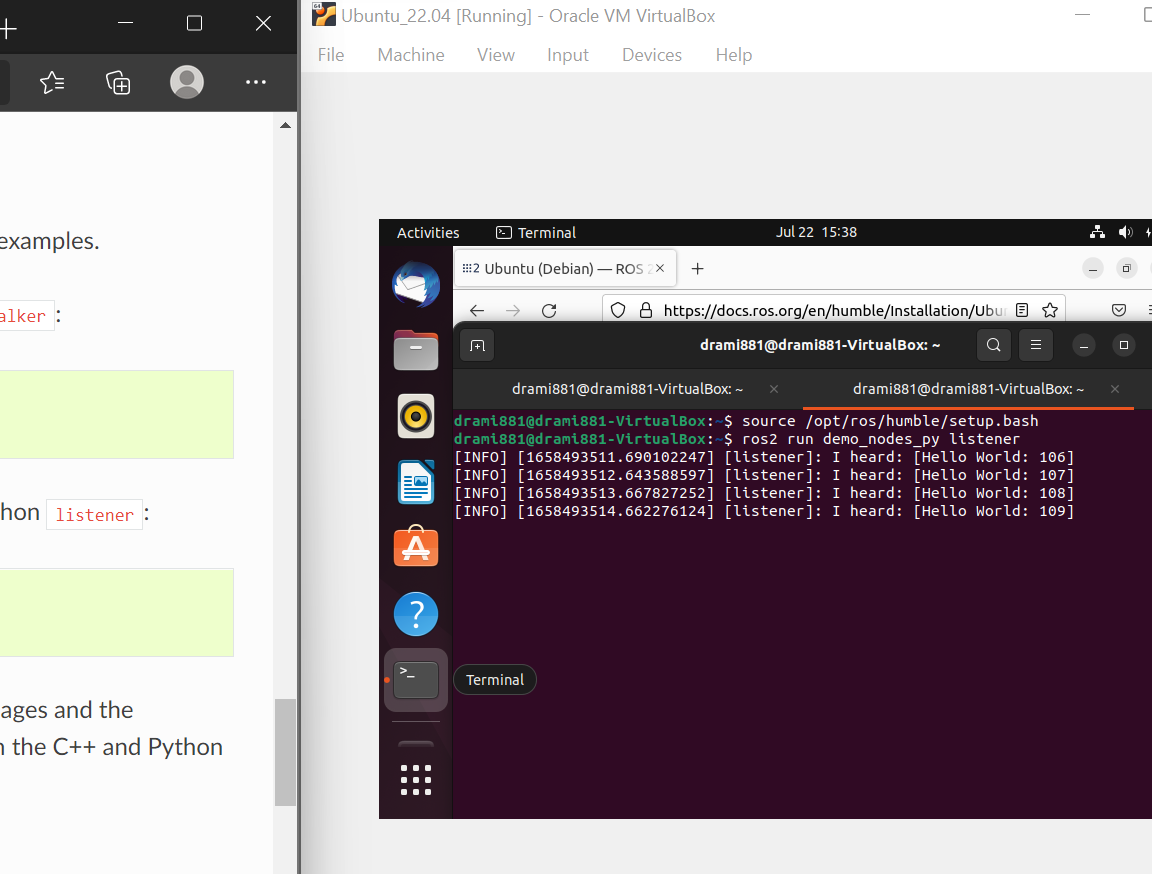 examples.
alker :
hon listener :
ages and the
n the C++ and Python
64
Ubuntu_22.04 [Running] - Oracle VM VirtualBox
File Machine View Input Devices Help
Activities Terminal Jul 22 15:38
Ubuntu (Debian) — ROS 2
https://docs.ros.org/en/humble/Installation/Ubu
drami881@drami881-VirtualBox: ~
drami881@drami881-VirtualBox: ~ drami881@drami881-VirtualBox: ~
drami881@drami881-VirtualBox:~$ source /opt/ros/humble/setup.bash
drami881@drami881-VirtualBox:~$ ros2 run demo_nodes_py listener
[INFO] [1658493511.690102247] [listener]: I heard: [Hello World: 106]
[INFO] [1658493512.643588597] [listener]: I heard: [Hello World: 107]
[INFO] [1658493513.667827252] [listener]: I heard: [Hello World: 108]
[INFO] [1658493514.662276124] [listener]: I heard: [Hello World: 109]
Terminal